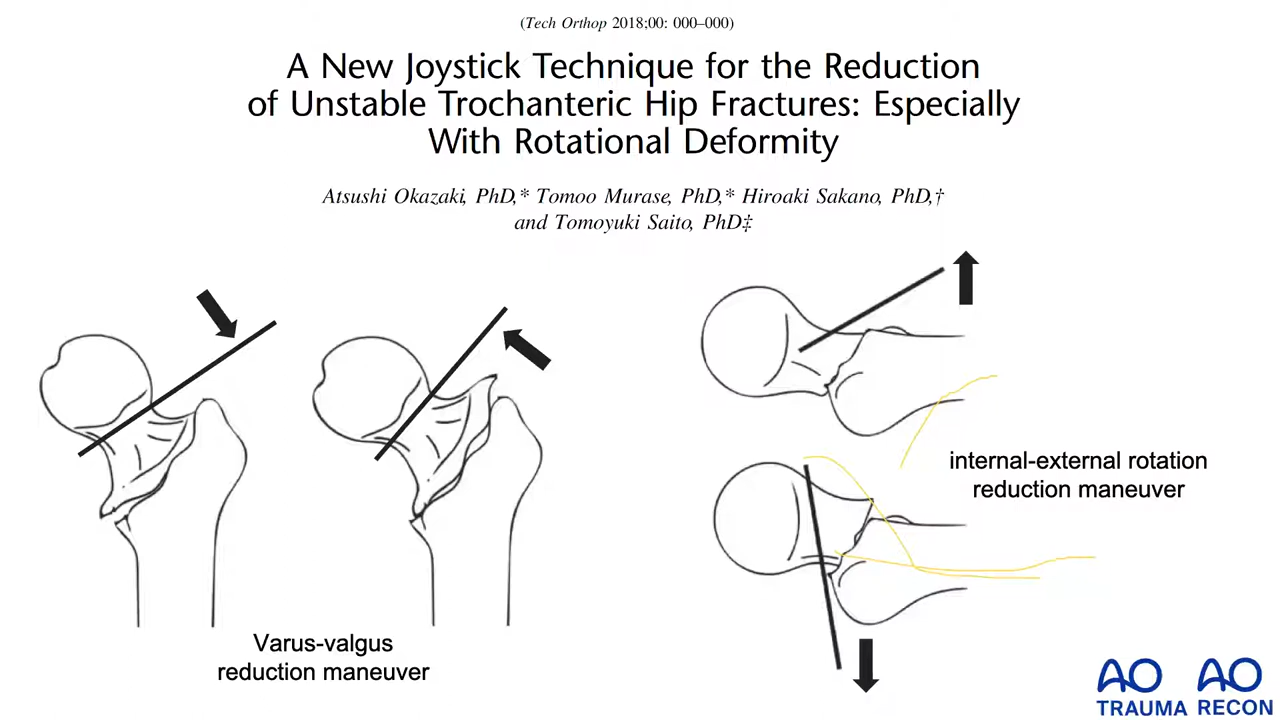 (Tech Orthop 2018;00: 000–000)
A New Joystick Technique for the Reduction
of Unstable Trochanteric Hip Fractures: Especially
With Rotational Deformity
Atsushi Okazaki, PhD,* Tomoo Murase, PhD,* Hiroaki Sakano, PhD,†
and Tomoyuki Saito, PhD‡
internal-external rotation
reduction maneuver
Varus-valgus
reduction maneuver
AO TRAUMA
AO RECON